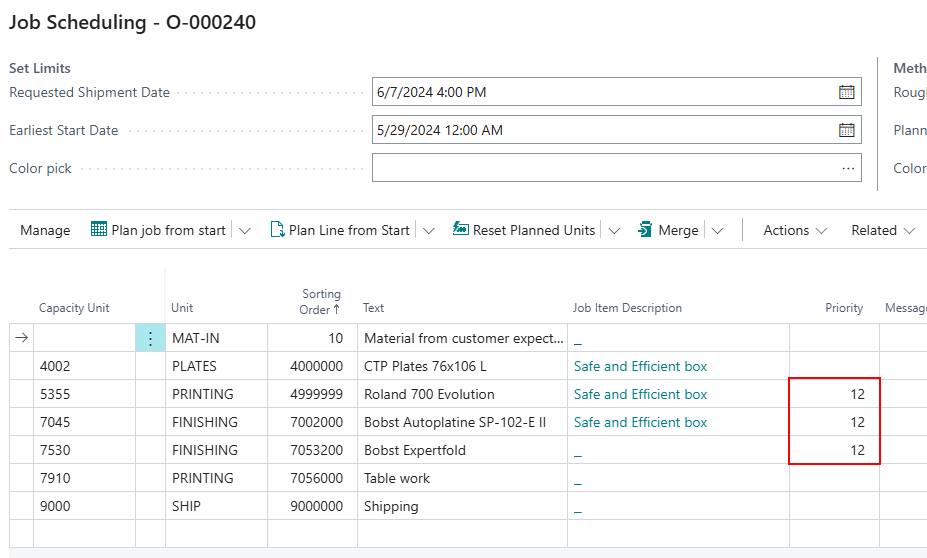 Job Scheduling - O-000240
Set Limits
Requested Shipment Date 6/7/2024 4:00 PM
Earliest Start Date 5/29/2024 12:00 AM
Color pick ...
Meth
Roug
Plann
Color
Manage Plan job from start Plan Line from Start Reset Planned Units Merge Actions Related
Capacity Unit Unit Sorting Order ↑ Text Job Item Description Priority Message
MAT-IN 10 Material from customer expect... _
4002 PLATES 4000000 CTP Plates 76x106 L Safe and Efficient box
5355 PRINTING 4999999 Roland 700 Evolution Safe and Efficient box 12
7045 FINISHING 7002000 Bobst Autoplatine SP-102-E II Safe and Efficient box 12
7530 FINISHING 7053200 Bobst Expertfold _ 12
7910 PRINTING 7056000 Table work _
9000 SHIP 9000000 Shipping _